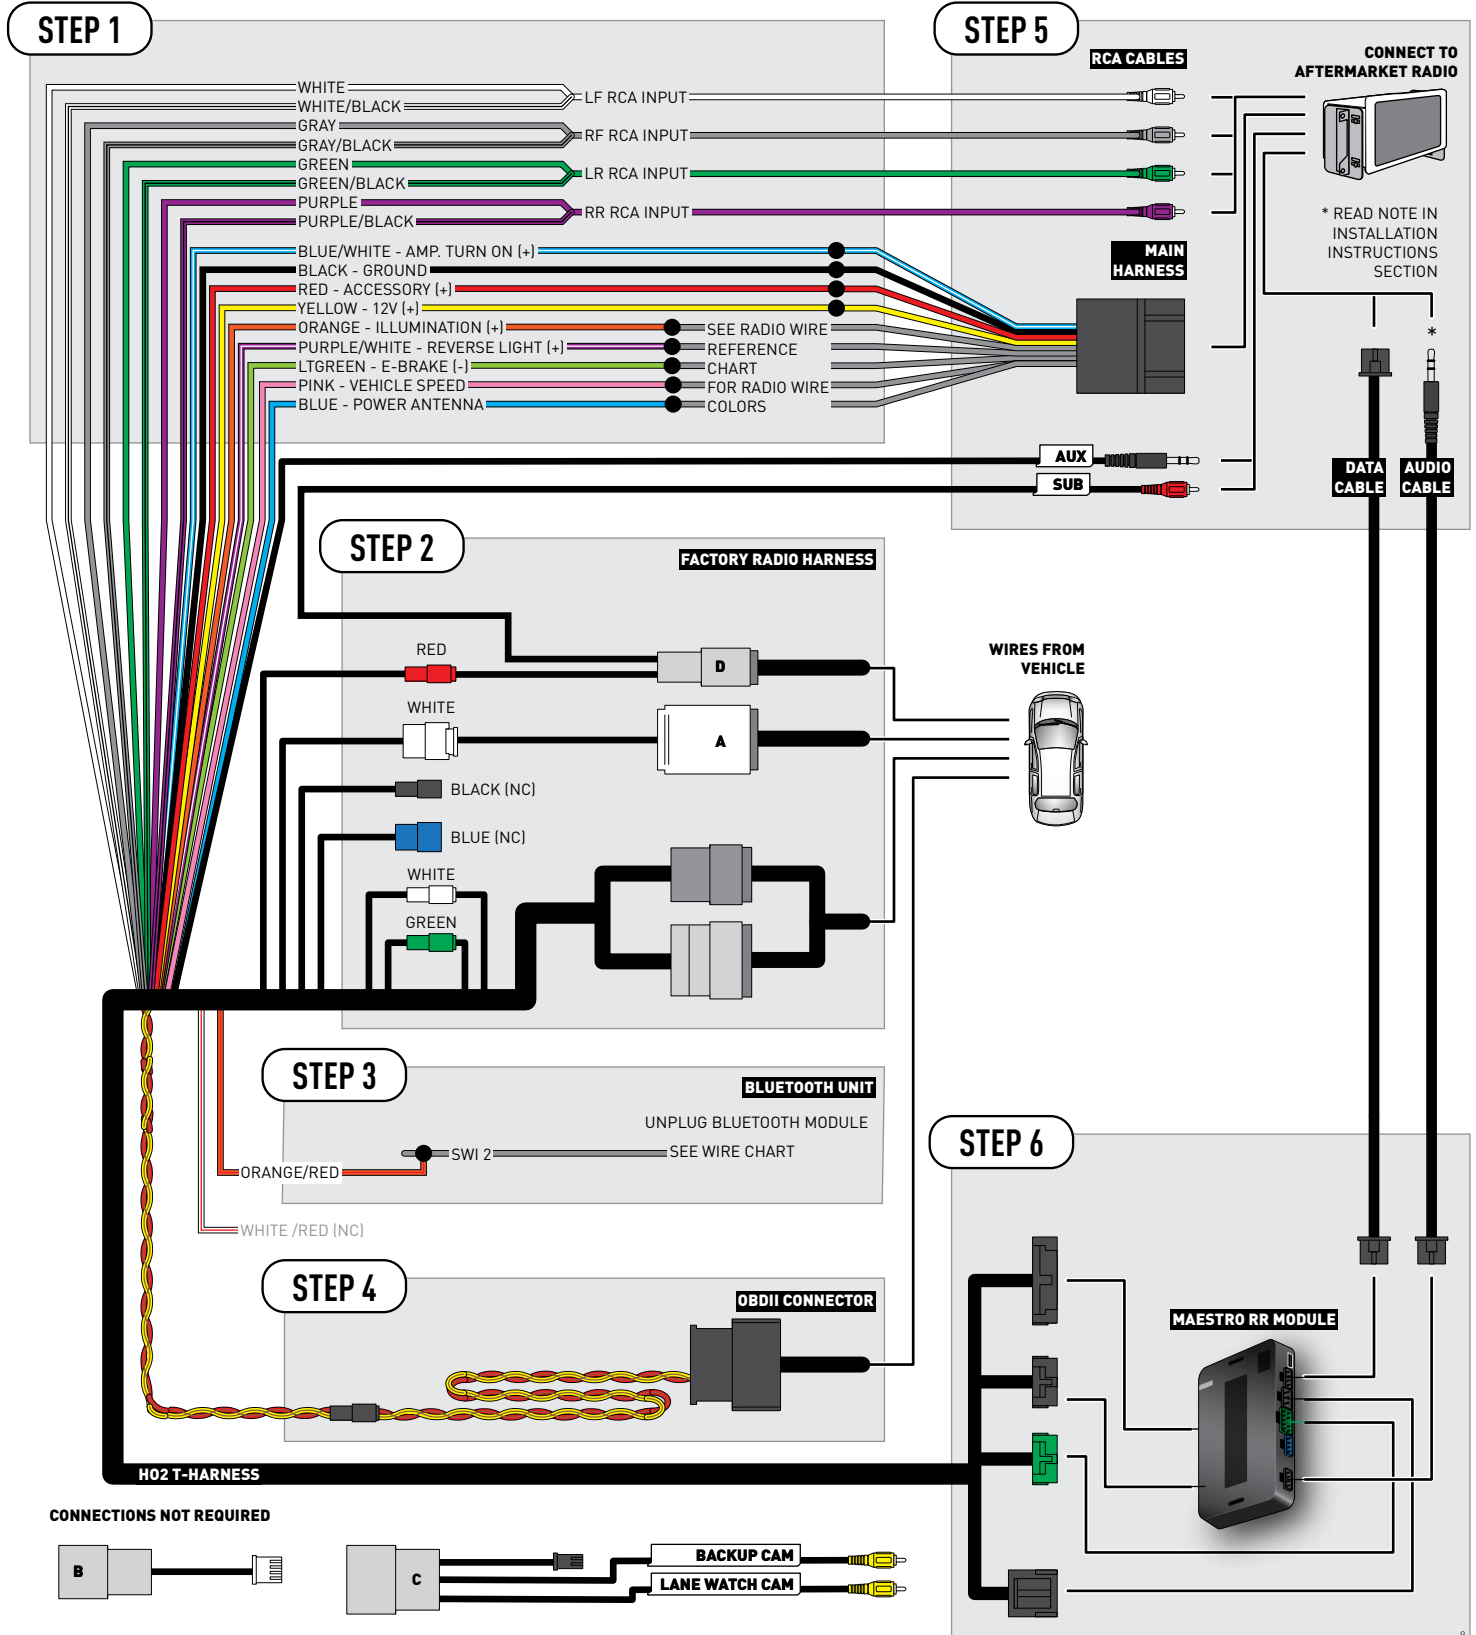 STEP 1
WHITE
WHITE/BLACK
LF RCA INPUT
GRAY
GRAY/BLACK
RF RCA INPUT
GREEN
GREEN/BLACK
LR RCA INPUT
PURPLE
PURPLE/BLACK
RR RCA INPUT
BLUE/WHITE - AMP. TURN ON (+)
BLACK - GROUND
RED - ACCESSORY (+)
YELLOW - 12V (+)
ORANGE - ILLUMINATION (+)
PURPLE/WHITE - REVERSE LIGHT (+)
LTGREEN - E-BRAKE (-)
PINK - VEHICLE SPEED
BLUE - POWER ANTENNA
SEE RADIO WIRE
REFERENCE
CHART
FOR RADIO WIRE
COLORS
STEP 5
RCA CABLES
CONNECT TO
AFTERMARKET RADIO
* READ NOTE IN
INSTALLATION
INSTRUCTIONS
SECTION
MAIN
HARNESS
*
AUX
SUB
DATA
CABLE
AUDIO
CABLE
STEP 2
FACTORY RADIO HARNESS
RED
D
WHITE
A
BLACK (NC)
BLUE (NC)
WHITE
GREEN
WIRES FROM
VEHICLE
STEP 3
BLUETOOTH UNIT
UNPLUG BLUETOOTH MODULE
SWI 2
SEE WIRE CHART
ORANGE/RED
WHITE /RED (NC)
STEP 4
OBDII CONNECTOR
STEP 6
MAESTRO RR MODULE
HO2 T-HARNESS
CONNECTIONS NOT REQUIRED
B
C
BACKUP CAM
LANE WATCH CAM